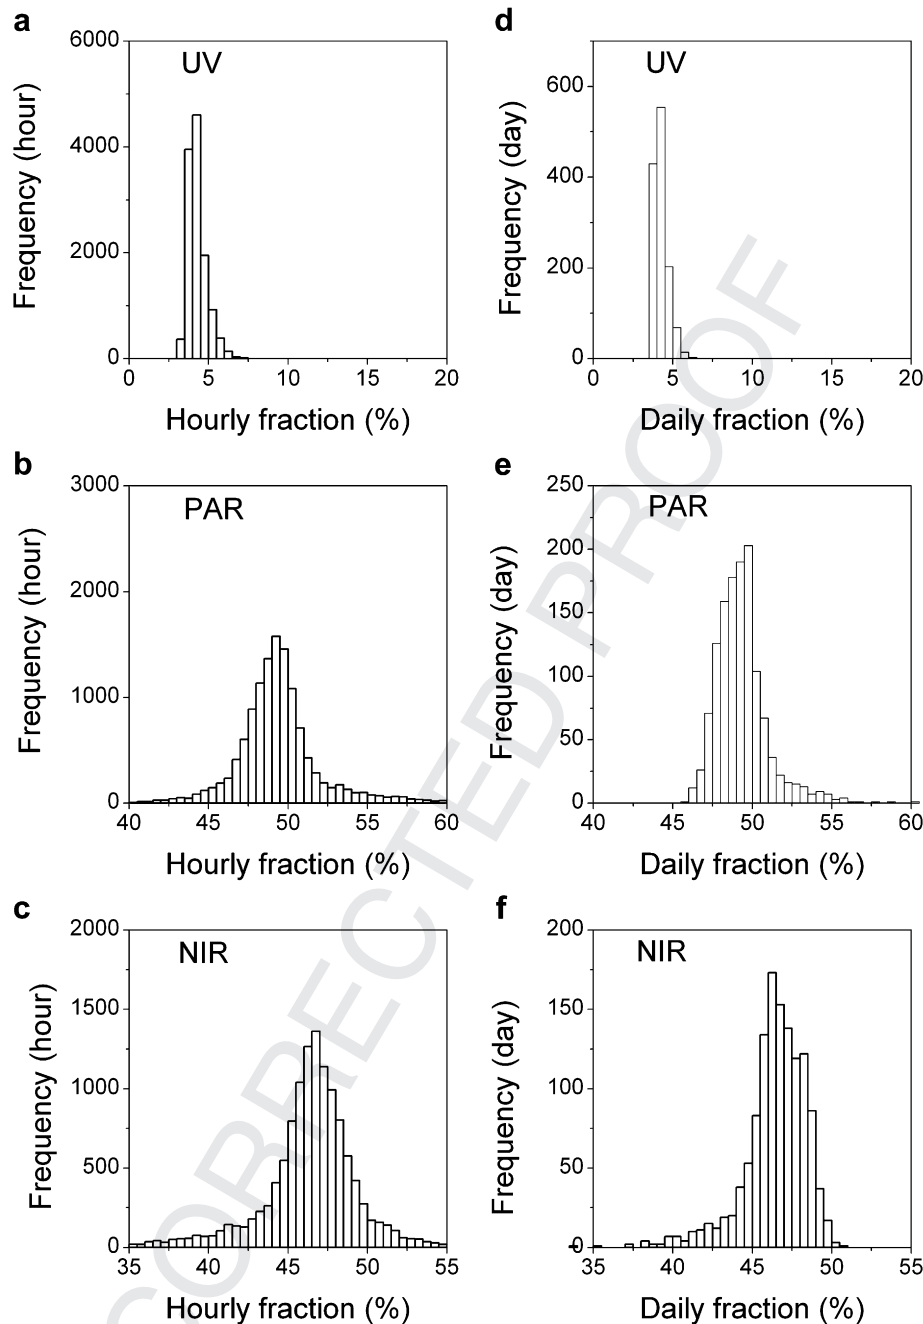 a
6000
4000
2000
0
UV
Frequency (hour)
0 5 10 15 20
Hourly fraction (%)
d
600
400
200
0
UV
Frequency (day)
0 5 10 15 20
Daily fraction (%)
b
3000
2000
1000
0
PAR
Frequency (hour)
40 45 50 55 60
Hourly fraction (%)
e
250
200
150
100
50
0
PAR
Frequency (day)
40 45 50 55 60
Daily fraction (%)
c
2000
1500
1000
500
0
NIR
Frequency (hour)
35 40 45 50 55
Hourly fraction (%)
f
200
150
100
50
0
NIR
Frequency (day)
35 40 45 50 55
Daily fraction (%)
CORRECTED PROOF